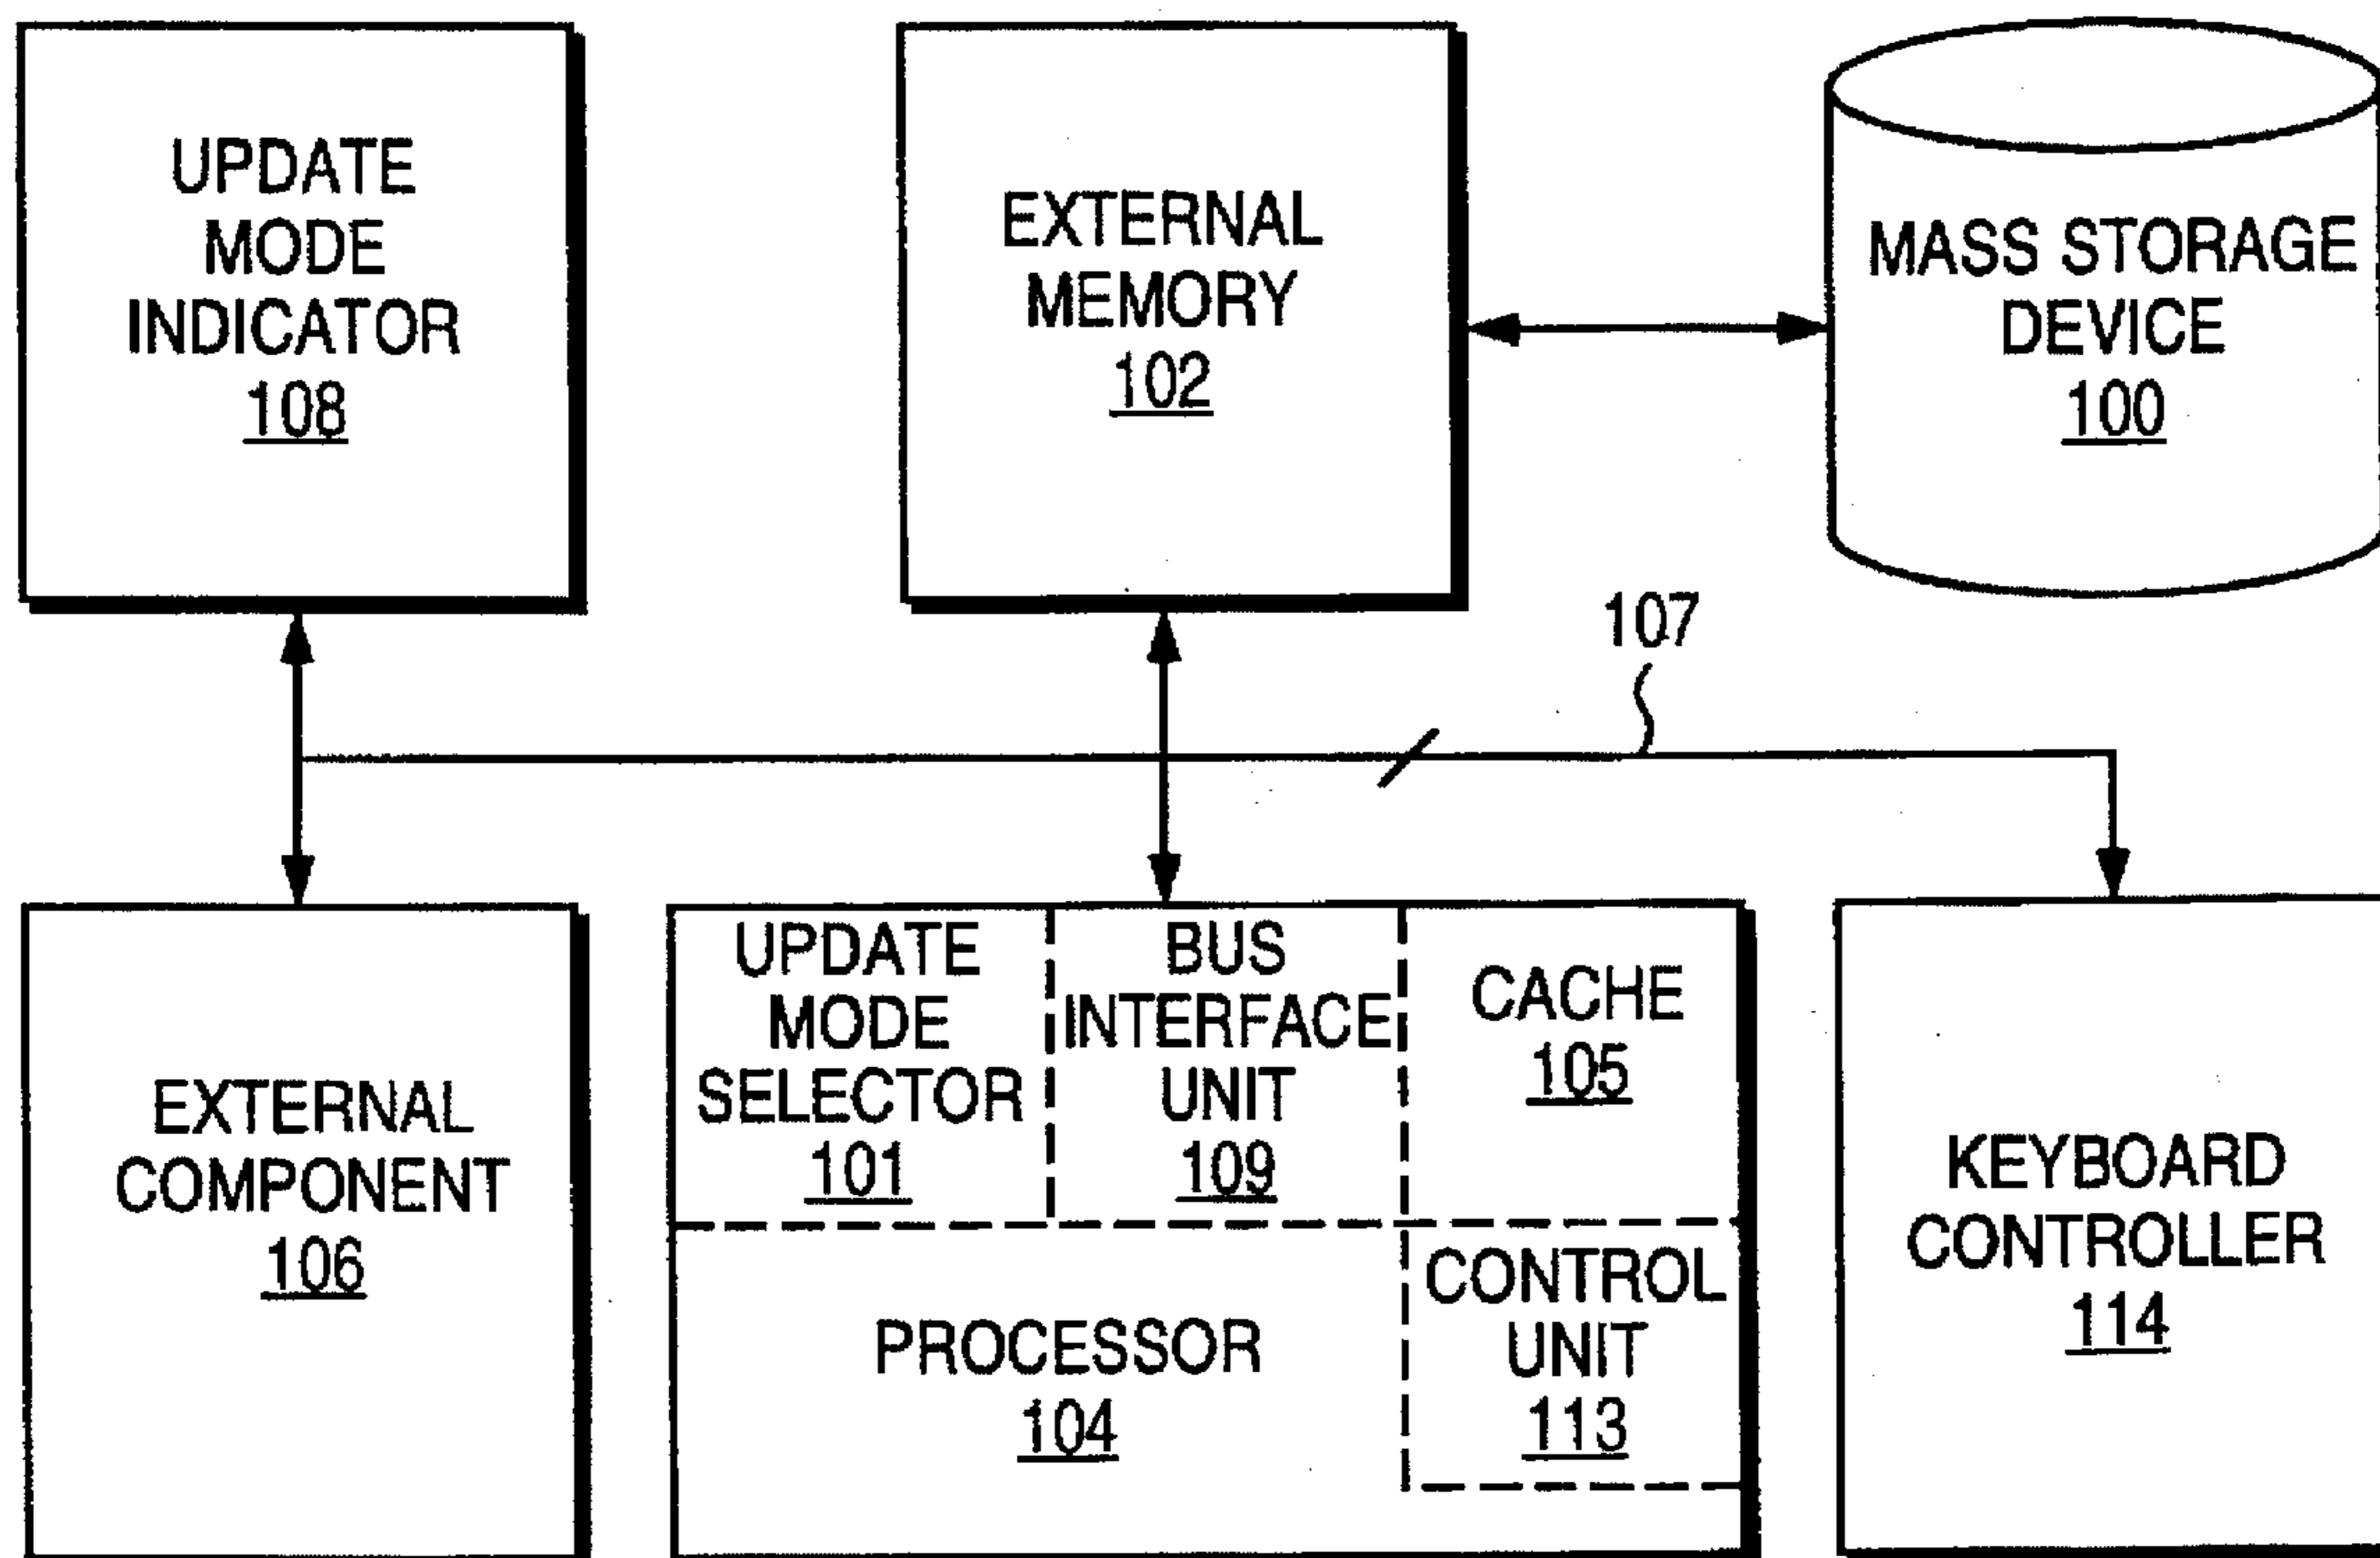 UPDATE
MODE
INDICATOR
108
EXTERNAL
MEMORY
102
MASS STORAGE
DEVICE
100
107
EXTERNAL
COMPONENT
106
UPDATE
MODE
SELECTOR
101
BUS
INTERFACE
UNIT
109
CACHE
105
PROCESSOR
104
CONTROL
UNIT
113
KEYBOARD
CONTROLLER
114